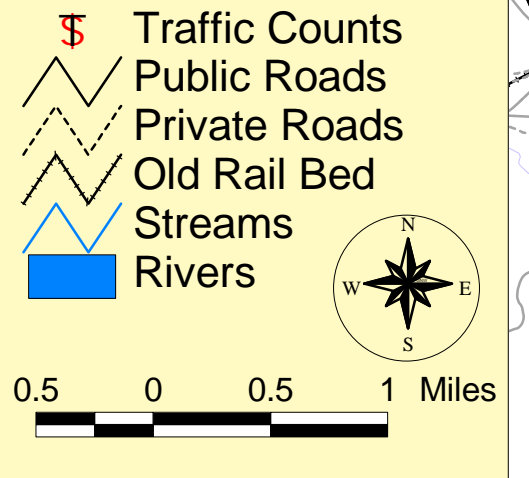 Traffic Counts
Public Roads
Private Roads
Old Rail Bed
Streams
Rivers
N
W E
S
0.5 0 0.5 1 Miles